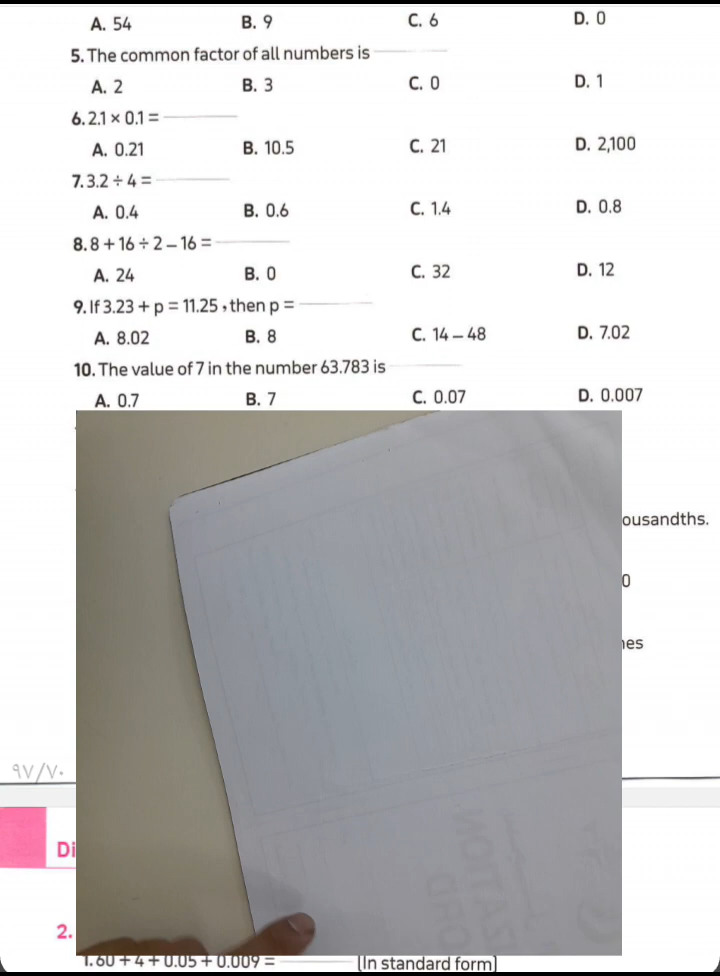 A. 54 B. 9 C. 6 D. 0
5. The common factor of all numbers is
A. 2 B. 3 C. 0 D. 1
6. 2.1 × 0.1 =
A. 0.21 B. 10.5 C. 21 D. 2,100
7. 3.2 ÷ 4 =
A. 0.4 B. 0.6 C. 1.4 D. 0.8
8. 8 + 16 ÷ 2 – 16 =
A. 24 B. 0 C. 32 D. 12
9. If 3.23 + p = 11.25 , then p =
A. 8.02 B. 8 C. 14 – 48 D. 7.02
10. The value of 7 in the number 63.783 is
A. 0.7 B. 7 C. 0.07 D. 0.007
ousandths.
0
nes
٩٧/٧٠
Di
2.
1. 60 + 4 + 0.05 + 0.009 = [In standard form]